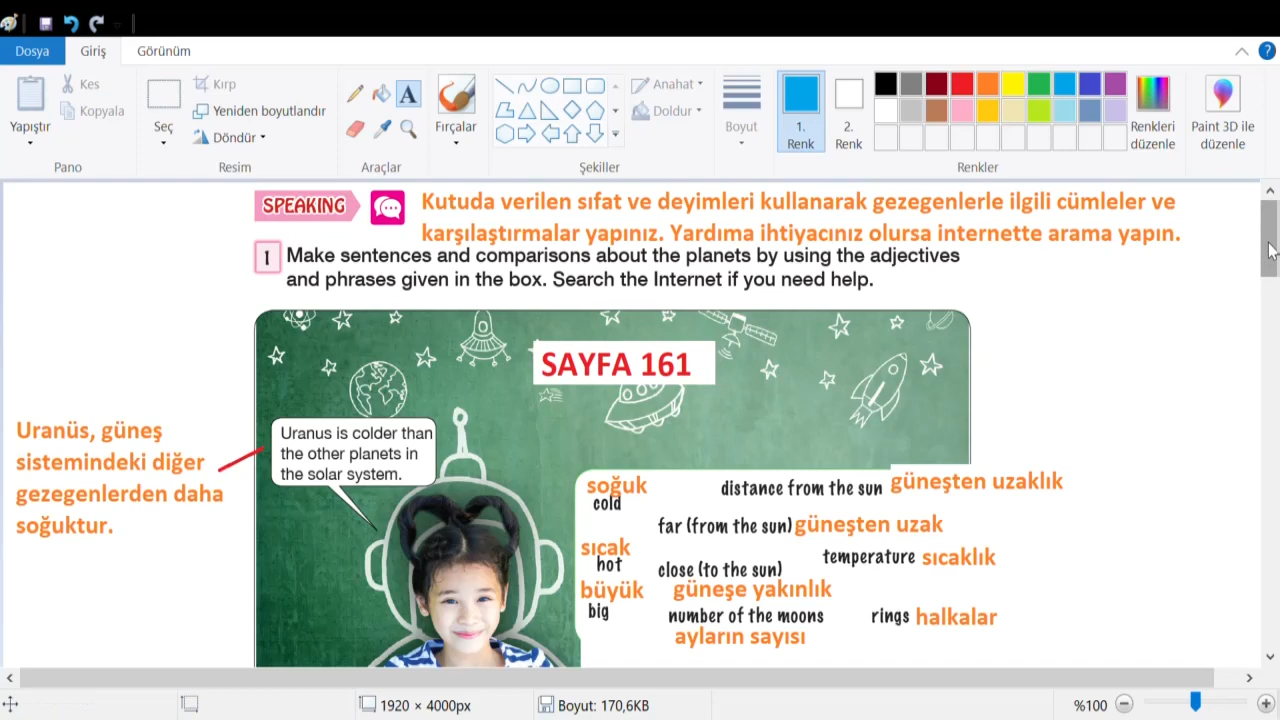 Dosya Giriş Görünüm
Yapıştır
Kes
Kopyala
Pano
Seç
Kırp
Yeniden boyutlandır
Döndür
Resim
A
Araçlar
Fırçalar
Anahat
Doldur
Şekiller
Boyut
1.
Renk
2.
Renk
Renkleri
düzenle
Renkler
Paint 3D ile
düzenle
SPEAKING
Kutuda verilen sıfat ve deyimleri kullanarak gezegenlerle ilgili cümleler ve
karşılaştırmalar yapınız. Yardıma ihtiyacınız olursa internette arama yapın.
1 Make sentences and comparisons about the planets by using the adjectives
and phrases given in the box. Search the Internet if you need help.
SAYFA 161
Uranüs, güneş
sistemindeki diğer
gezegenlerden daha
soğuktur.
Uranus is colder than
the other planets in
the solar system.
soğuk
cold
distance from the sun güneşten uzaklık
far (from the sun) güneşten uzak
sıcak
hot
close (to the sun)
güneşe yakınlık
temperature sıcaklık
büyük
big
number of the moons
ayların sayısı
rings halkalar
1920 × 4000px
Boyut: 170,6KB
%100